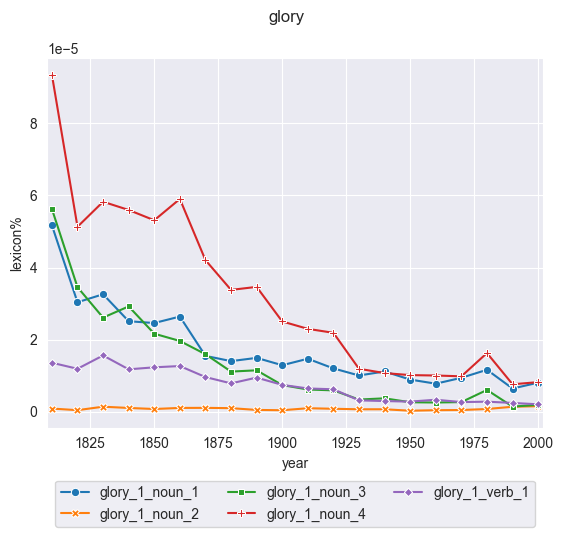 glory
1e−5
8
6
4
2
0
lexicon%
1825 1850 1875 1900 1925 1950 1975 2000
year
glory_1_noun_1 glory_1_noun_3 glory_1_verb_1
glory_1_noun_2 glory_1_noun_4